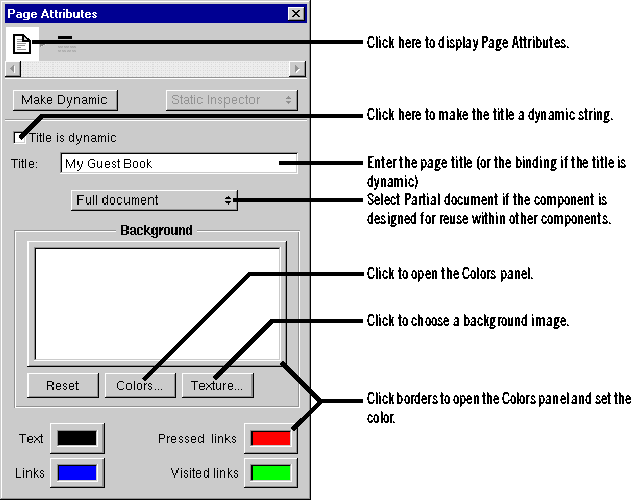 Page Attributes
Click here to display Page Attributes.
Make Dynamic
Static Inspector
Click here to make the title a dynamic string.
Title is dynamic
Title:
My Guest Book
Enter the page title (or the binding if the title is
dynamic)
Full document
Select Partial document if the component is
designed for reuse within other components.
Background
Click to open the Colors panel.
Click to choose a background image.
Reset
Colors...
Texture...
Click borders to open the Colors panel and set the
color.
Text
Pressed links
Links
Visited links